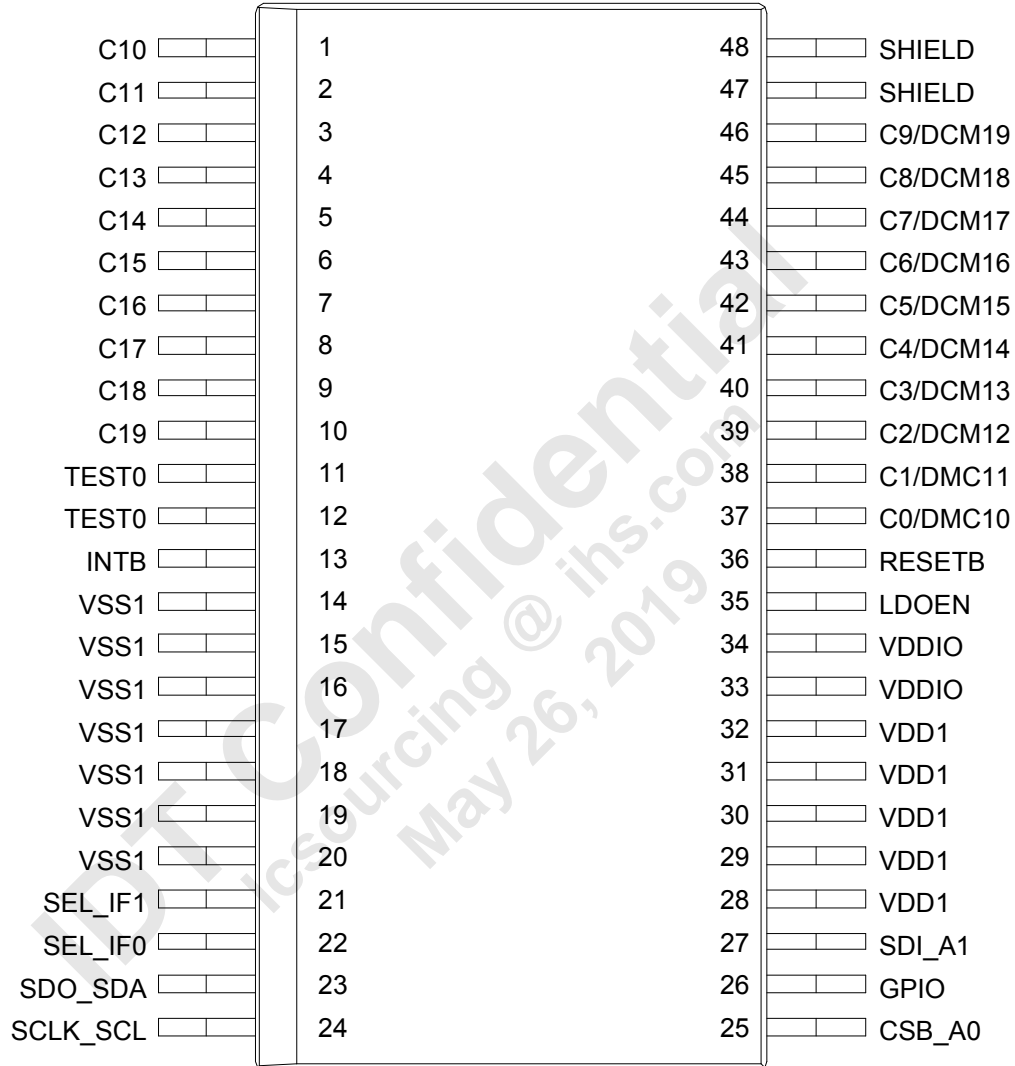 C10 1 48 SHIELD
C11 2 47 SHIELD
C12 3 46 C9/DCM19
C13 4 45 C8/DCM18
C14 5 44 C7/DCM17
C15 6 43 C6/DCM16
C16 7 42 C5/DCM15
C17 8 41 C4/DCM14
C18 9 40 C3/DCM13
C19 10 39 C2/DCM12
TEST0 11 38 C1/DMC11
TEST0 12 37 C0/DMC10
INTB 13 36 RESETB
VSS1 14 35 LDOEN
VSS1 15 34 VDDIO
VSS1 16 33 VDDIO
VSS1 17 32 VDD1
VSS1 18 31 VDD1
VSS1 19 30 VDD1
VSS1 20 29 VDD1
SEL_IF1 21 28 VDD1
SEL_IF0 22 27 SDI_A1
SDO_SDA 23 26 GPIO
SCLK_SCL 24 25 CSB_A0
IDT Confidential
Icsourcing @ ihs.com
May 26, 2019